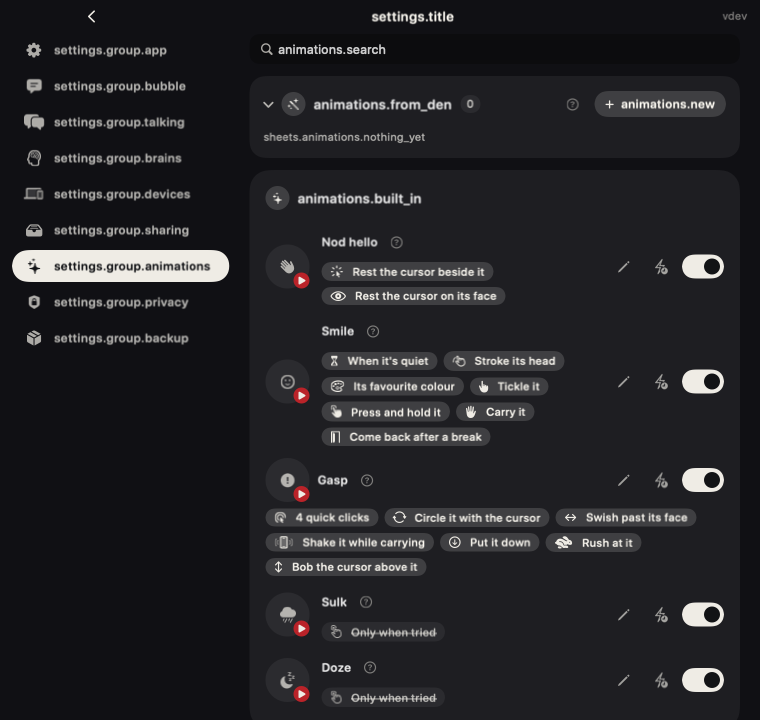 settings.title
vdev
settings.group.app
settings.group.bubble
settings.group.talking
settings.group.brains
settings.group.devices
settings.group.sharing
settings.group.animations
settings.group.privacy
settings.group.backup
animations.search
animations.from_den 0 ? + animations.new
sheets.animations.nothing_yet
animations.built_in
Nod hello ?
Rest the cursor beside it
Rest the cursor on its face
Smile ?
When it's quiet Stroke its head
Its favourite colour Tickle it
Press and hold it Carry it
Come back after a break
Gasp ?
4 quick clicks Circle it with the cursor Swish past its face
Shake it while carrying Put it down Rush at it
Bob the cursor above it
Sulk ?
Only when tried
Doze ?
Only when tried